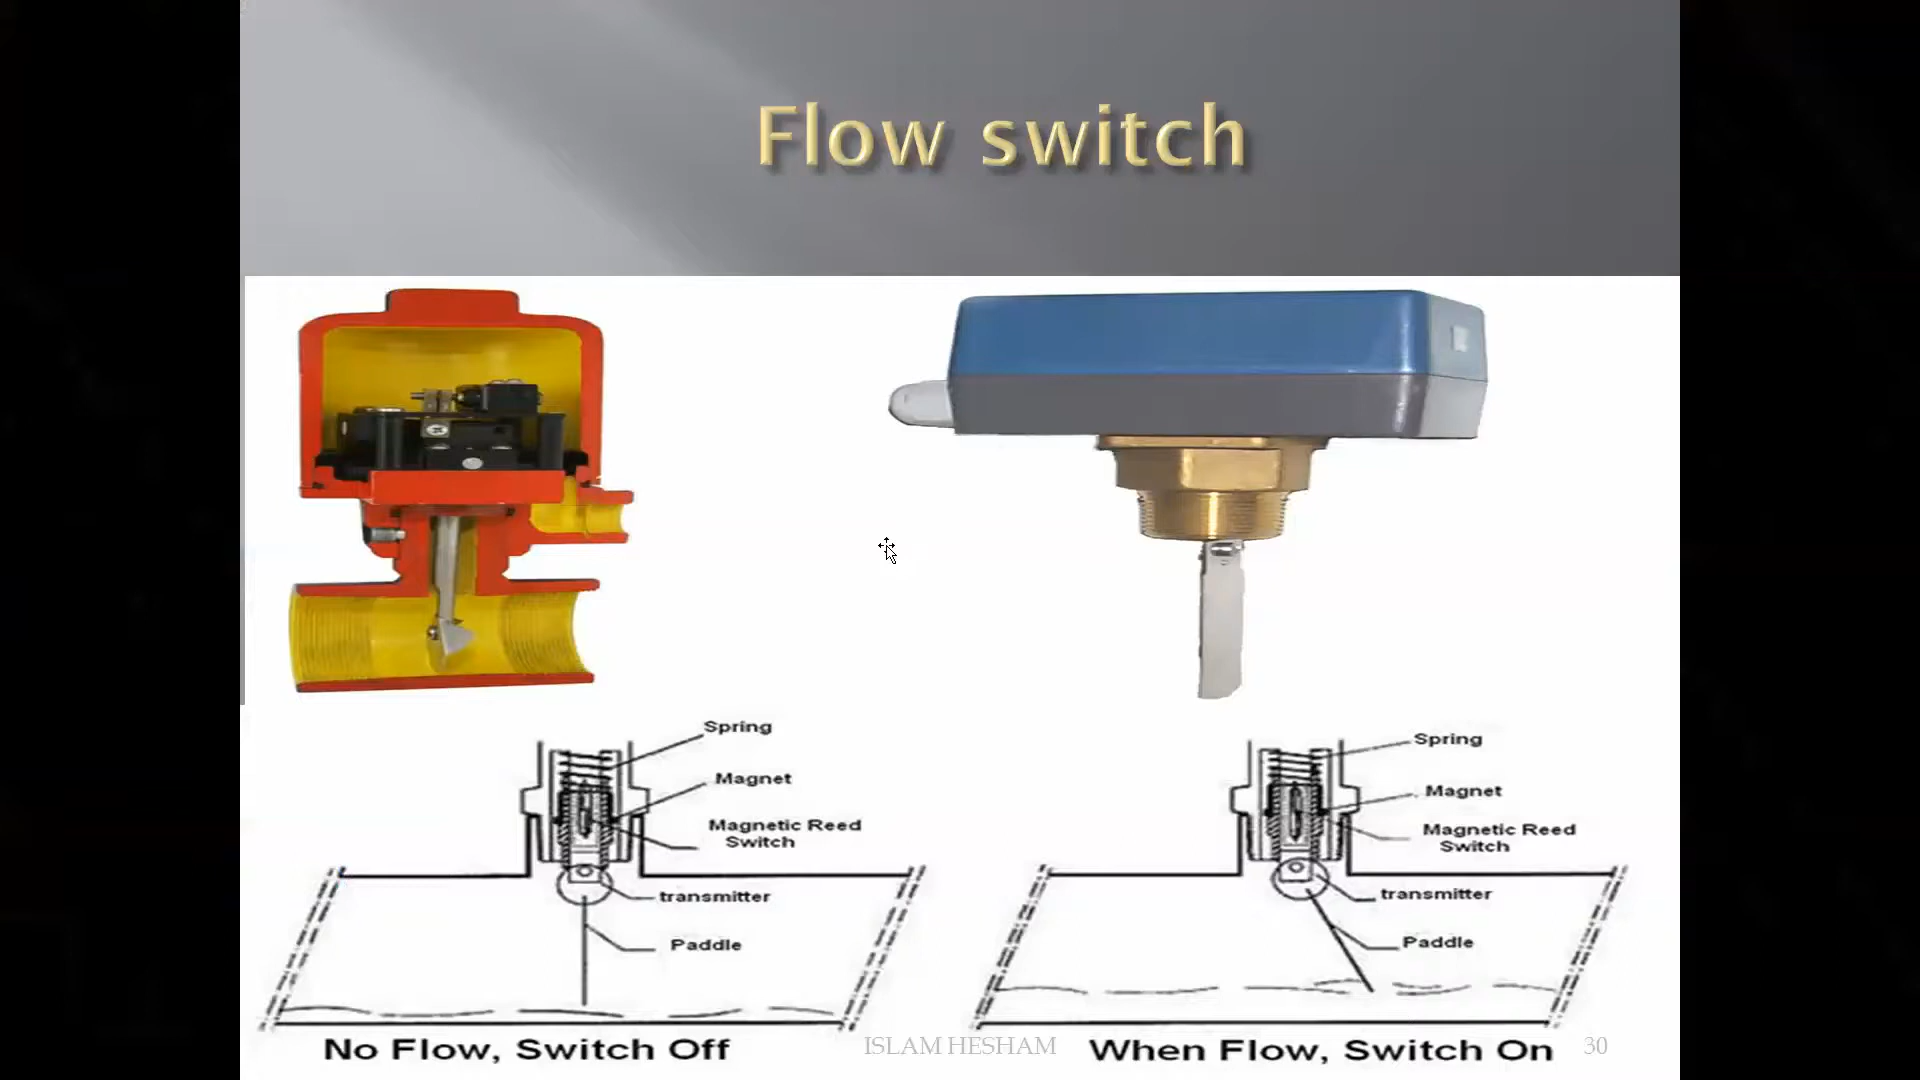 Flow switch
Spring
Magnet
Magnetic Reed
Switch
transmitter
Paddle
No Flow, Switch Off
Spring
Magnet
Magnetic Reed
Switch
transmitter
Paddle
When Flow, Switch On
ISLAM HESHAM
30